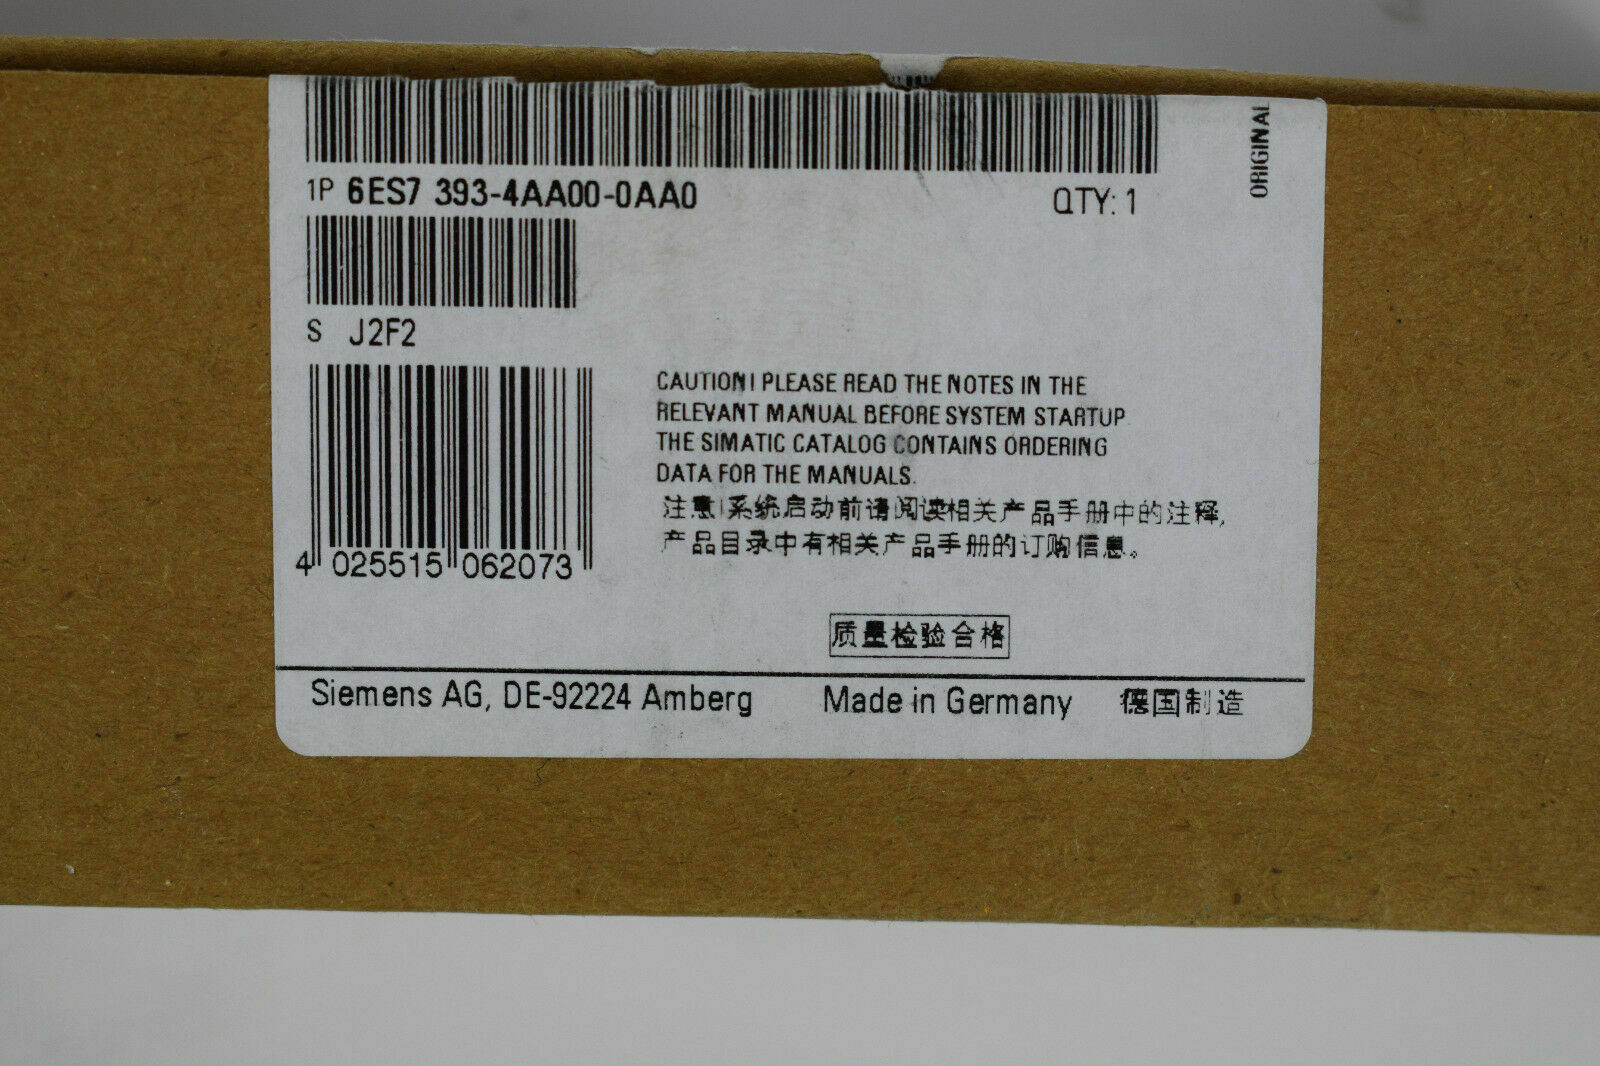 1P 6ES7 393-4AA00-0AA0 QTY: 1
ORIGINAL
S J2F2
CAUTION! PLEASE READ THE NOTES IN THE
RELEVANT MANUAL BEFORE SYSTEM STARTUP.
THE SIMATIC CATALOG CONTAINS ORDERING
DATA FOR THE MANUALS.
注意!系统启动前请阅读相关产品手册中的注释,
产品目录中有相关产品手册的订购信息。
4 025515 062073
质量检验合格
Siemens AG, DE-92224 Amberg Made in Germany 德国制造